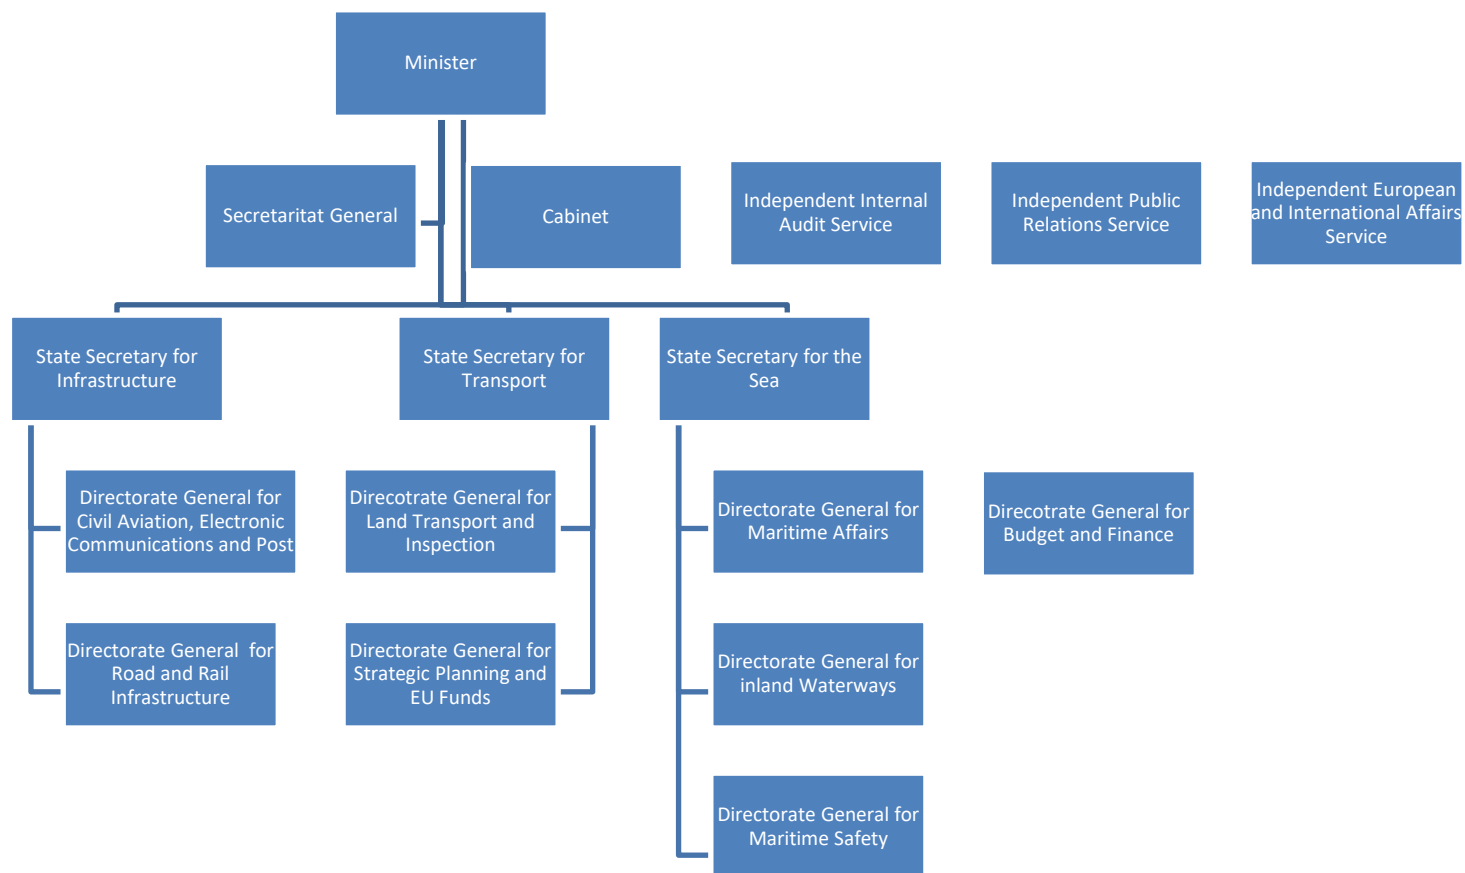 Minister
Secretaritat General
Cabinet
Independent Internal
Audit Service
Independent Public
Relations Service
Independent European
and International Affairs
Service
State Secretary for
Infrastructure
State Secretary for
Transport
State Secretary for the
Sea
Directorate General for
Civil Aviation, Electronic
Communications and Post
Direcotrate General for
Land Transport and
Inspection
Directorate General for
Maritime Affairs
Direcotrate General for
Budget and Finance
Directorate General for
Road and Rail
Infrastructure
Directorate General for
Strategic Planning and
EU Funds
Directorate General for
inland Waterways
Directorate General for
Maritime Safety